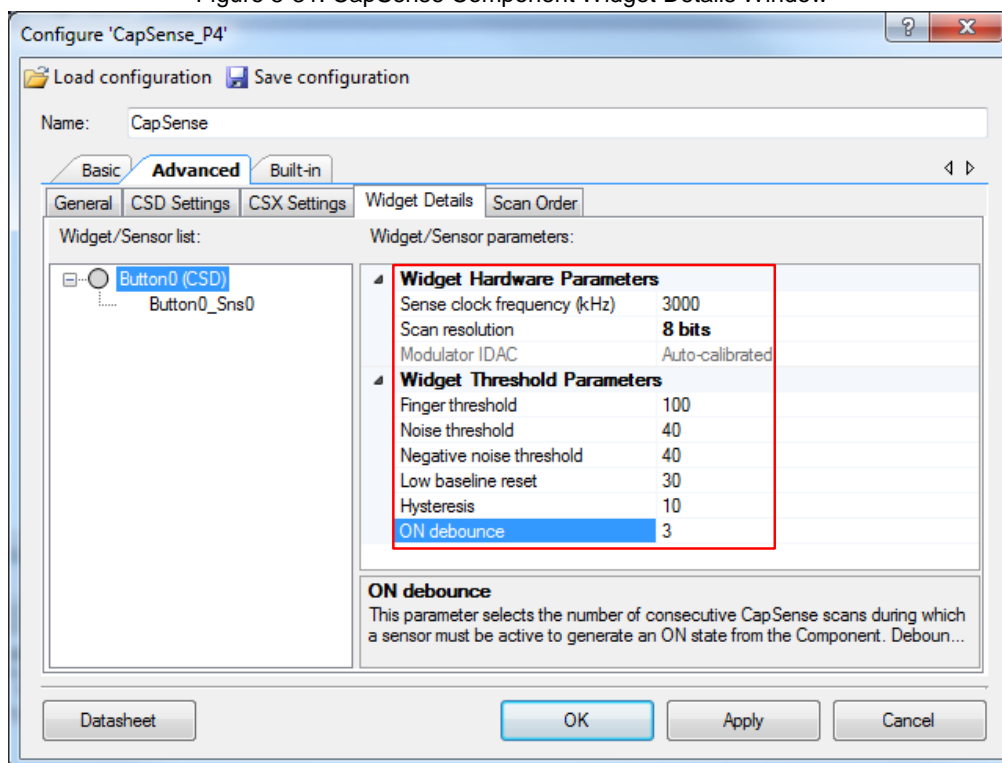 Configure 'CapSense_P4'
Load configuration Save configuration
Name: CapSense
Basic Advanced Built-in
General CSD Settings CSX Settings Widget Details Scan Order
Widget/Sensor list: Widget/Sensor parameters:
Button0 (CSD)
Button0_Sns0
Widget Hardware Parameters
Sense clock frequency (kHz) 3000
Scan resolution 8 bits
Modulator IDAC Auto-calibrated
Widget Threshold Parameters
Finger threshold 100
Noise threshold 40
Negative noise threshold 40
Low baseline reset 30
Hysteresis 10
ON debounce 3
ON debounce
This parameter selects the number of consecutive CapSense scans during which
a sensor must be active to generate an ON state from the Component. Deboun...
Datasheet OK Apply Cancel